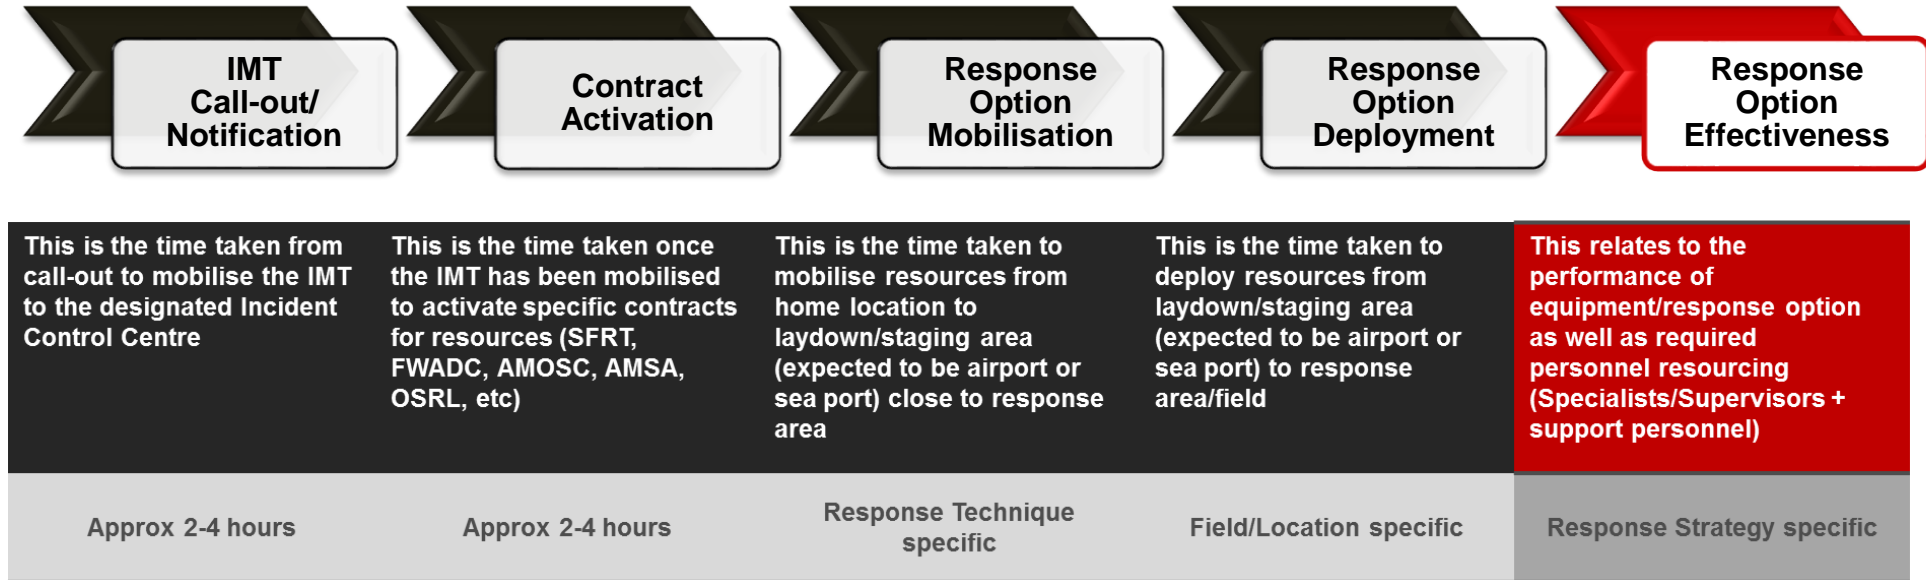 IMT
Call-out/
Notification
Contract
Activation
Response
Option
Mobilisation
Response
Option
Deployment
Response
Option
Effectiveness
This is the time taken from
call-out to mobilise the IMT
to the designated Incident
Control Centre
This is the time taken once
the IMT has been mobilised
to activate specific contracts
for resources (SFRT,
FWADC, AMOSC, AMSA,
OSRL, etc)
This is the time taken to
mobilise resources from
home location to
laydown/staging area
(expected to be airport or
sea port) close to response
area
This is the time taken to
deploy resources from
laydown/staging area
(expected to be airport or
sea port) to response
area/field
This relates to the
performance of
equipment/response option
as well as required
personnel resourcing
(Specialists/Supervisors +
support personnel)
Approx 2-4 hours
Approx 2-4 hours
Response Technique
specific
Field/Location specific
Response Strategy specific